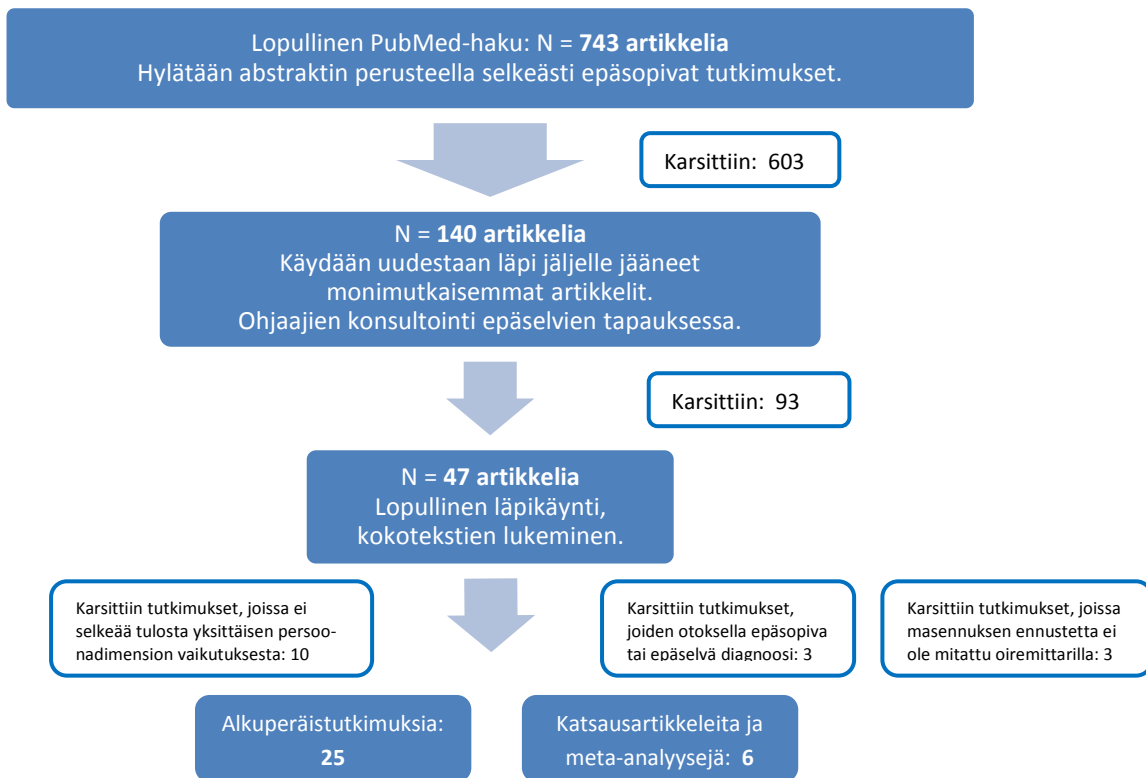 Lopullinen PubMed-haku: N = 743 artikkelia
Hylätään abstraktin perusteella selkeästi epäsopivat tutkimukset.
Karsittiin: 603
N = 140 artikkelia
Käydään uudestaan läpi jäljelle jääneet
monimutkaisemmat artikkelit.
Ohjaajien konsultointi epäselvien tapauksessa.
Karsittiin: 93
N = 47 artikkelia
Lopullinen läpikäynti,
kokotekstien lukeminen.
Karsittiin tutkimukset, joissa ei
selkeää tulosta yksittäisen persoo-
nadimension vaikutuksesta: 10
Karsittiin tutkimukset,
joiden otoksella epäsopiva
tai epäselvä diagnoosi: 3
Karsittiin tutkimukset, joissa
masennuksen ennustetta ei
ole mitattu oiremittarilla: 3
Alkuperäistutkimuksia:
25
Katsausartikkeleita ja
meta-analyysejä: 6